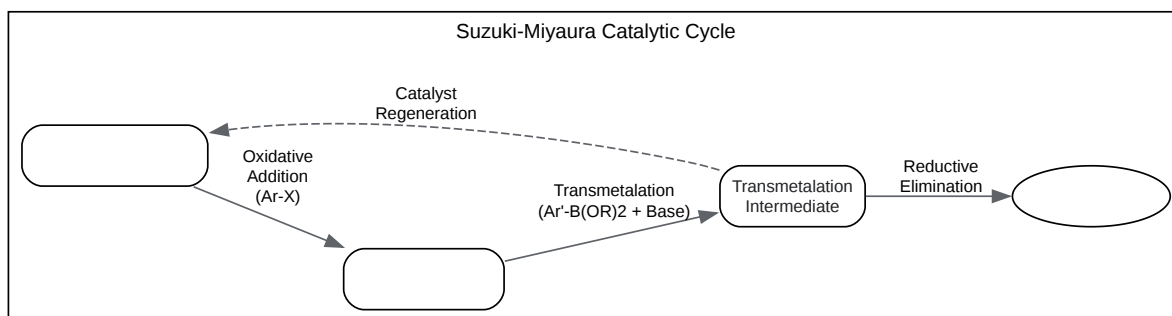 Suzuki-Miyaura Catalytic Cycle
Catalyst
Regeneration
Oxidative
Addition
(Ar-X)
Transmetalation
(Ar'-B(OR)2 + Base)
Transmetalation
Intermediate
Reductive
Elimination